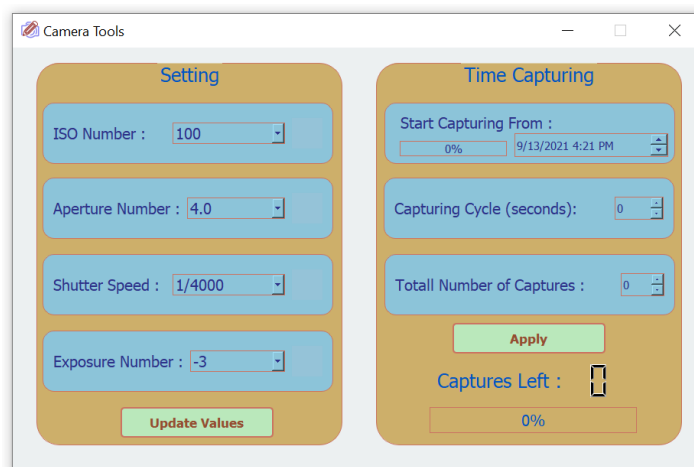 Camera Tools
Setting
ISO Number : 100
Aperture Number : 4.0
Shutter Speed : 1/4000
Exposure Number : -3
Update Values
Time Capturing
Start Capturing From :
0% 9/13/2021 4:21 PM
Capturing Cycle (seconds): 0
Totall Number of Captures : 0
Apply
Captures Left : 0
0%